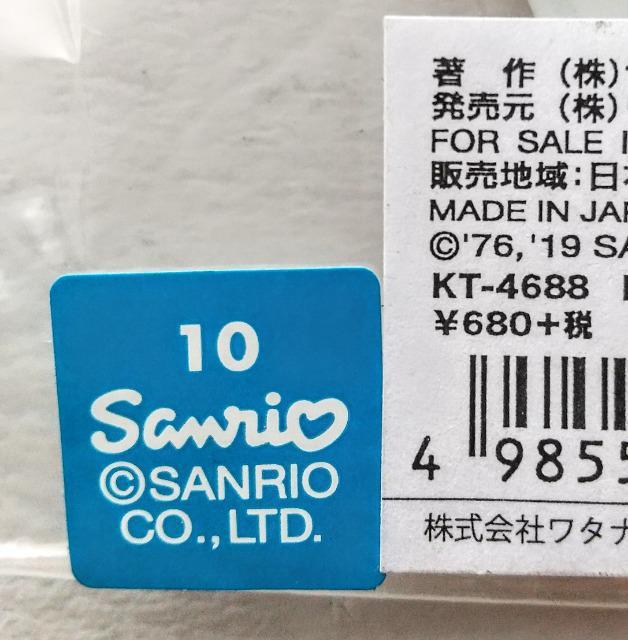 10
Sanrio
©SANRIO
CO.,LTD.
著 作 (株)
発売元 (株)
FOR SALE
販売地域:日
MADE IN JAP
©'76,'19 SA
KT-4688
¥680+税
4 9855
株式会社ワタナ